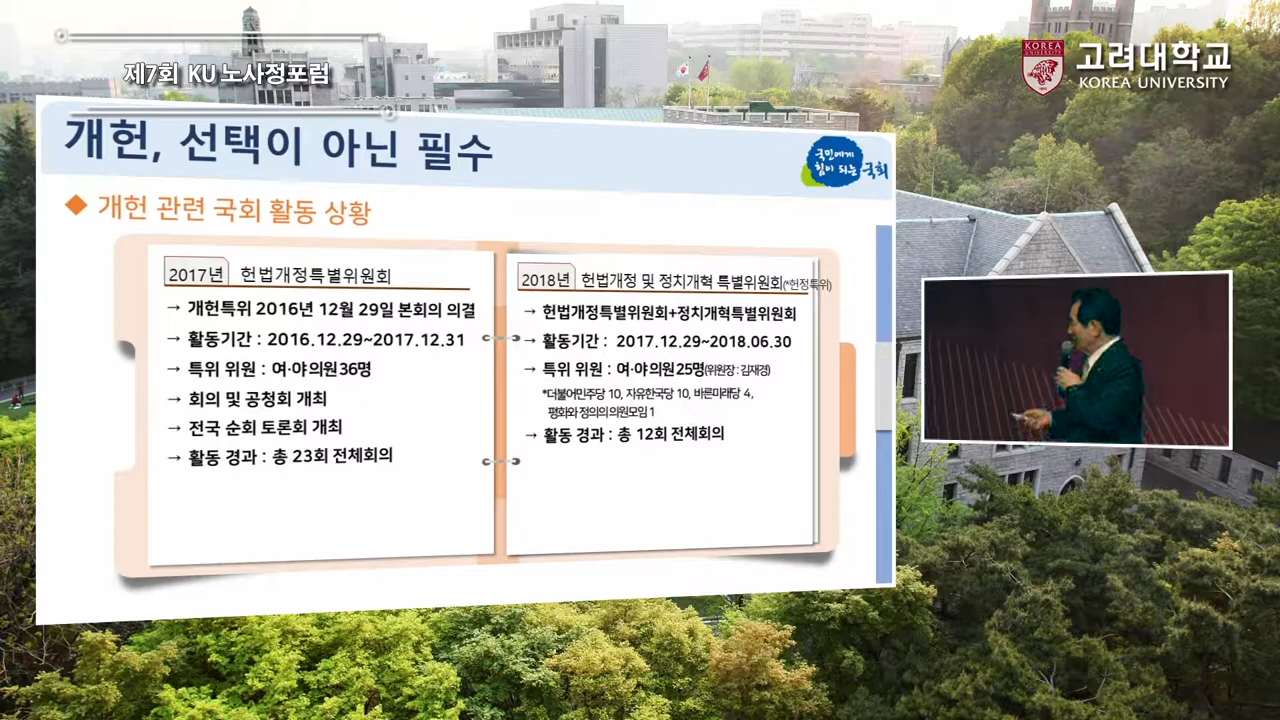 제7회 KU 노사정포럼
KOREA
UNIVERSITY
고려대학교
KOREA UNIVERSITY
개헌, 선택이 아닌 필수
국민에게
힘이 되는 국회
◆ 개헌 관련 국회 활동 상황
2017년 헌법개정특별위원회
→ 개헌특위 2016년 12월 29일 본회의 의결
→ 활동기간 : 2016.12.29~2017.12.31
→ 특위 위원 : 여·야의원36명
→ 회의 및 공청회 개최
→ 전국 순회 토론회 개최
→ 활동 경과 : 총 23회 전체회의
2018년 헌법개정 및 정치개혁 특별위원회(*헌정특위)
→ 헌법개정특별위원회+정치개혁특별위원회
→ 활동기간 : 2017.12.29~2018.06.30
→ 특위 위원 : 여·야의원25명(위원장 : 김재경)
*더불어민주당 10, 자유한국당 10, 바른미래당 4,
평화와 정의의 의원모임 1
→ 활동 경과 : 총 12회 전체회의